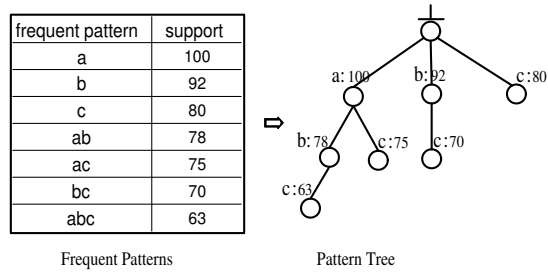 frequent pattern support
a 100
b 92
c 80
ab 78
ac 75
bc 70
abc 63
a:100
b:92
c:80
b:78
c:75
c:70
c:63
Frequent Patterns
Pattern Tree